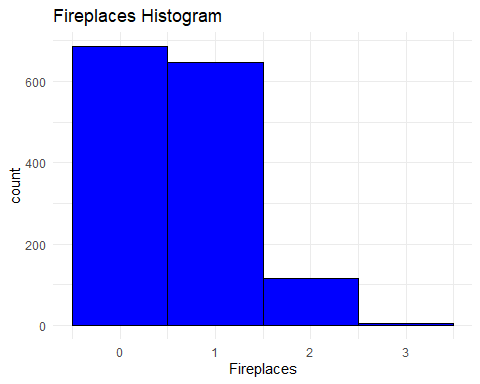 Fireplaces Histogram
600
400
200
0
count
0 1 2 3
Fireplaces